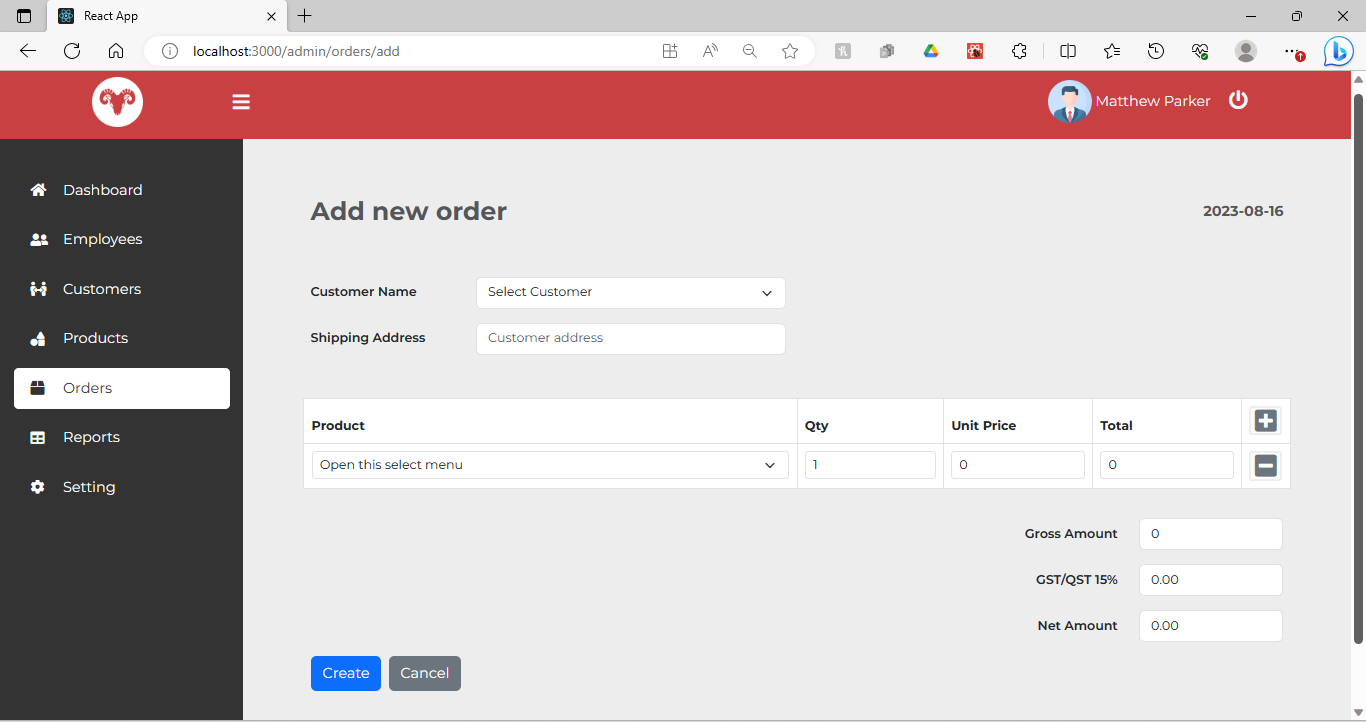 React App
localhost:3000/admin/orders/add
Matthew Parker
Dashboard
Employees
Customers
Products
Orders
Reports
Setting
Add new order
2023-08-16
Customer Name
Select Customer
Shipping Address
Customer address
Product Qty Unit Price Total
Open this select menu 1 0 0
Gross Amount 0
GST/QST 15% 0.00
Net Amount 0.00
Create Cancel